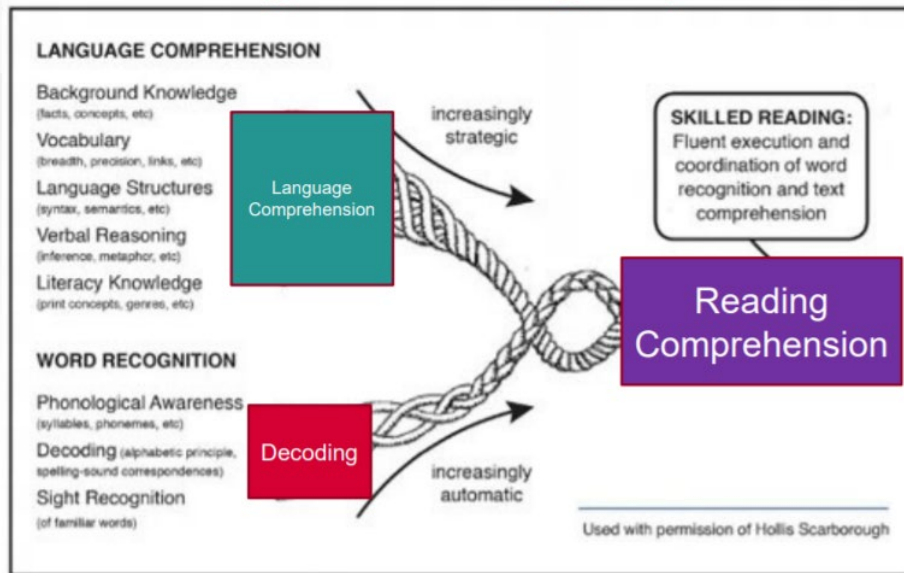 LANGUAGE COMPREHENSION
Background Knowledge
(facts, concepts, etc)
Vocabulary
(breadth, precision, links, etc)
Language Structures
(syntax, semantics, etc)
Verbal Reasoning
(inference, metaphor, etc)
Literacy Knowledge
(print concepts, genres, etc)
Language
Comprehension
increasingly
strategic
SKILLED READING:
Fluent execution and
coordination of word
recognition and text
comprehension
Reading
Comprehension
WORD RECOGNITION
Phonological Awareness
(syllables, phonemes, etc)
Decoding (alphabetic principle,
spelling-sound correspondences)
Sight Recognition
(of familiar words)
Decoding
increasingly
automatic
Used with permission of Hollis Scarborough